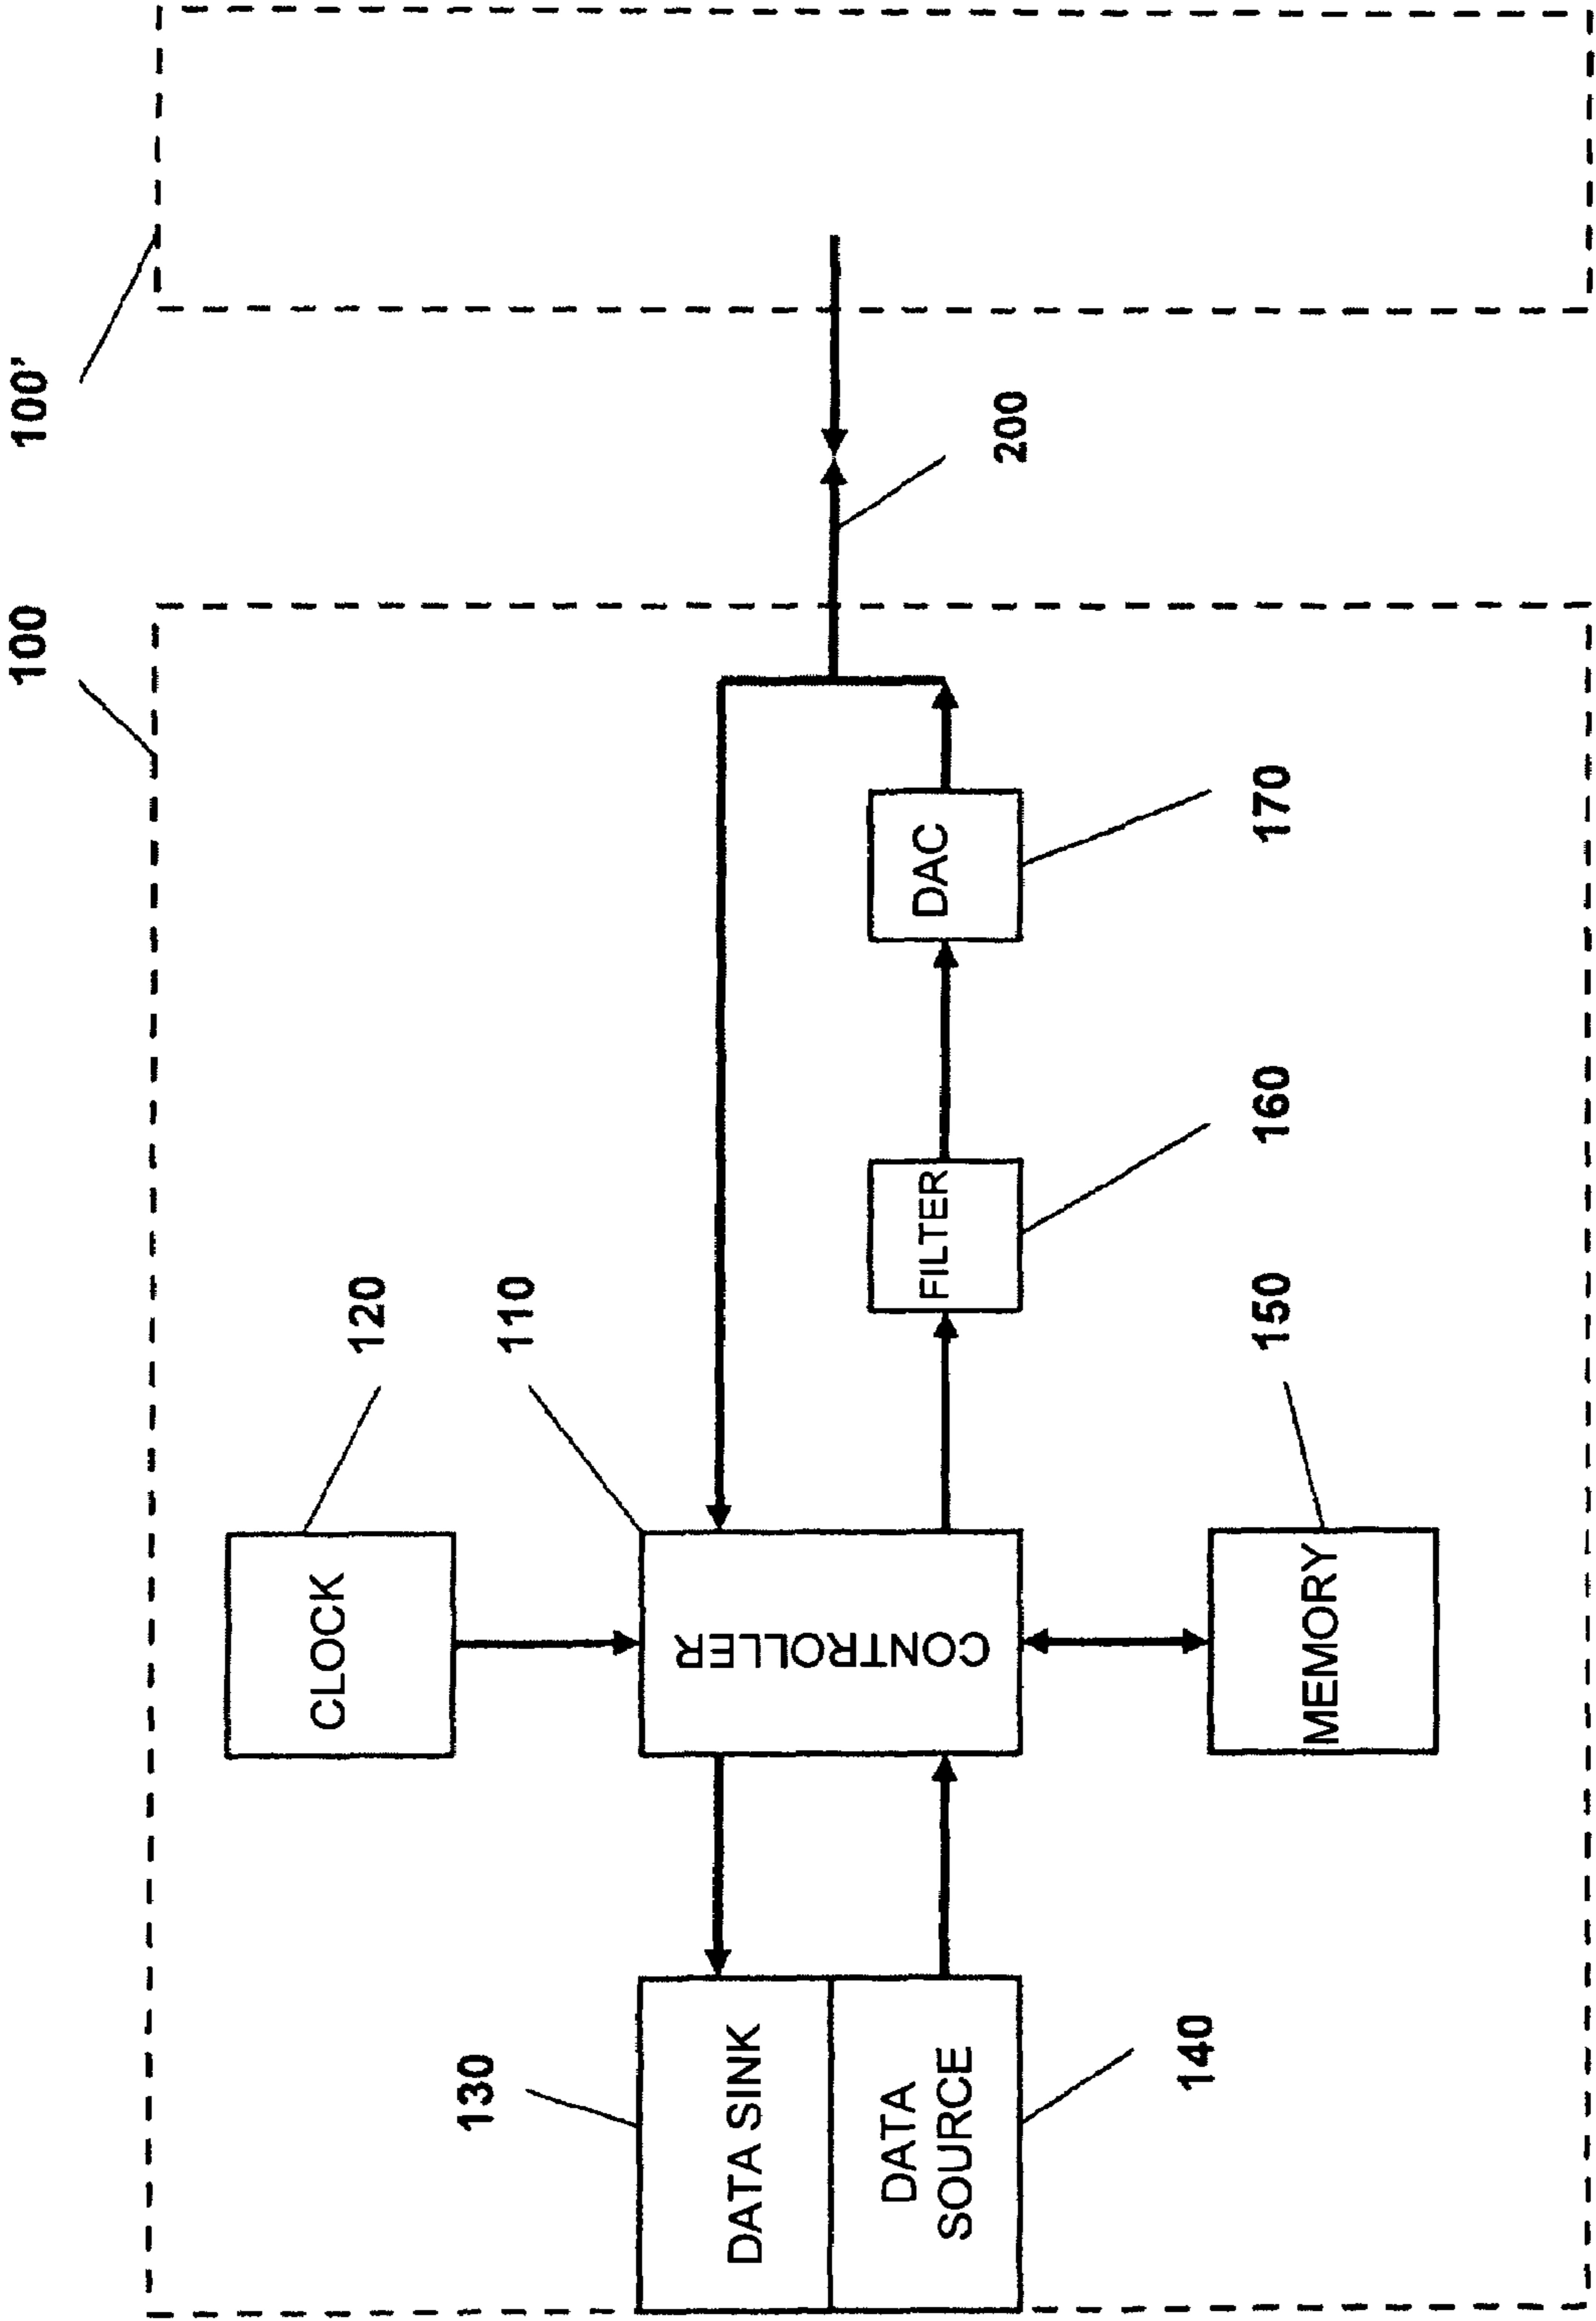 100
100'
120
CLOCK
110
CONTROLLER
130
DATA SINK
DATA
SOURCE
140
MEMORY
150
FILTER
160
DAC
170
200